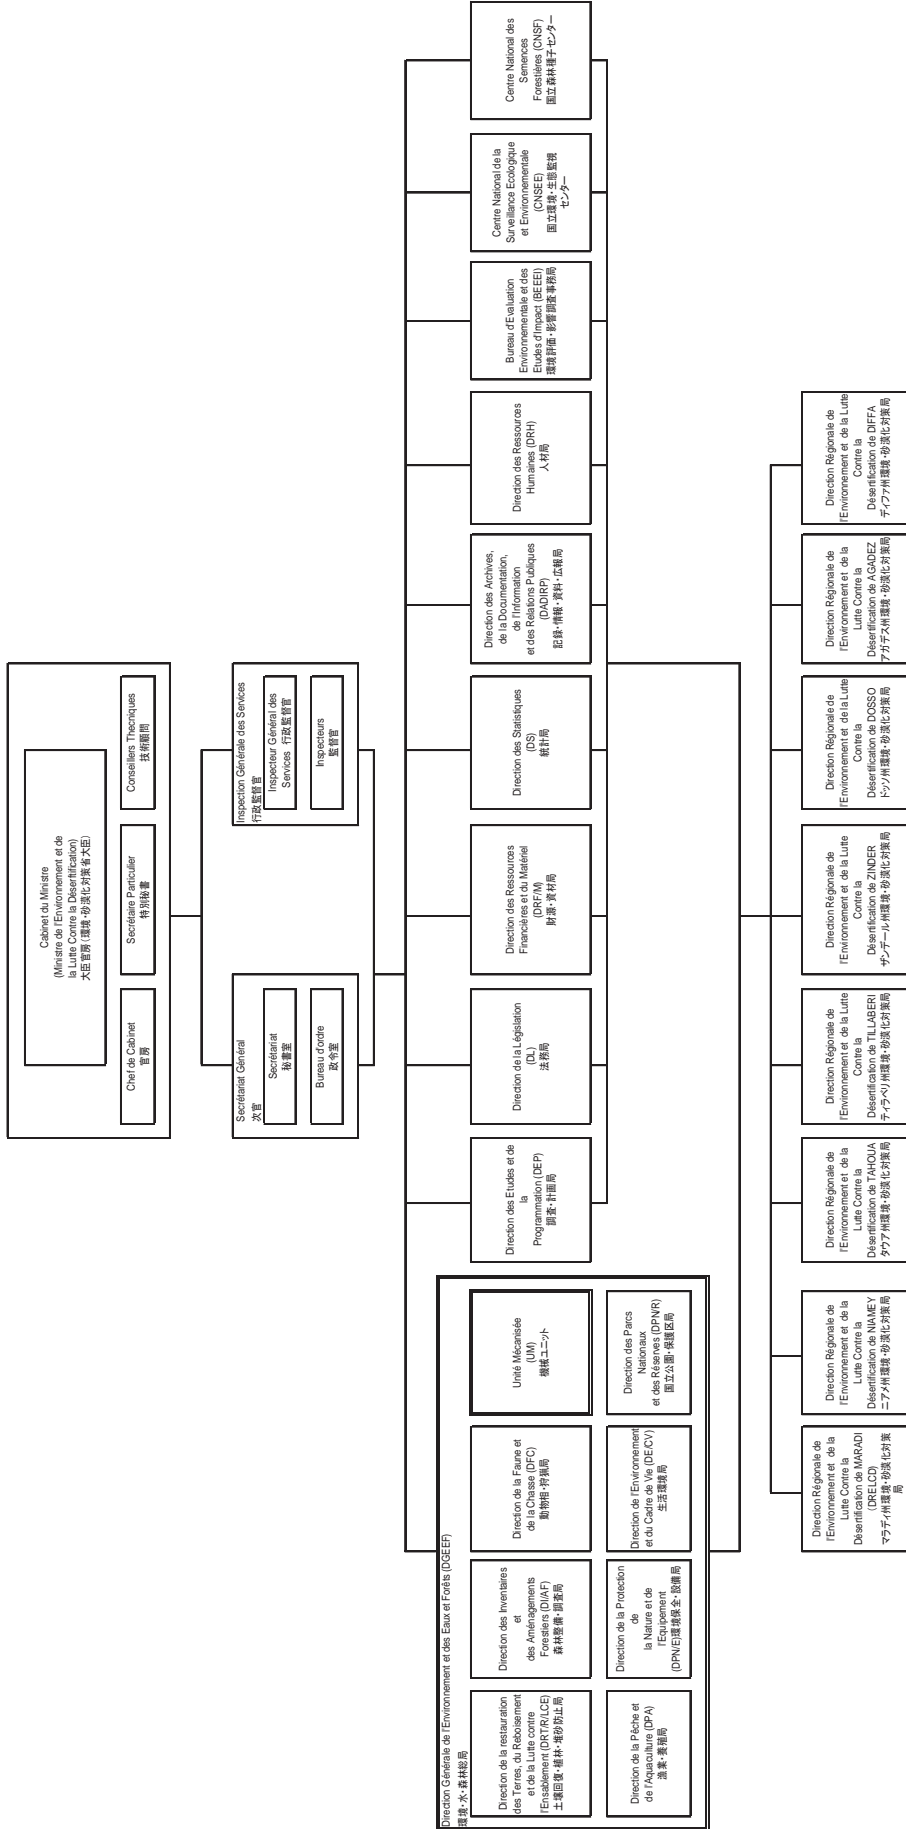 Cabinet du Ministre
(Ministre de l'Environnement et de
la Lutte Contre la Désertification)
大臣官房（環境・砂漠化対策省大臣）
Chef de Cabinet
官房
Secrétaire Particulier
特別秘書
Conseillers Thecniques
技術顧問
Secrétariat Général
次官
Secrétariat
秘書室
Bureau d'ordre
政令室
Inspection Générale des Services
行政監督官
Inspecteur Général des
Services 行政監督官
Inspecteurs
監督官
Direction Générale de l'Environnement et des Eaux et Forêts (DGEEF)
環境・水・森林総局
Direction de la restauration
des Terres, du Reboisement
et de la Lutte contre
l'Ensablement (DRT/R/LCE)
土壌回復・植林・堆砂防止局
Direction des Inventaires
et
des Aménagements
Forestiers (DI/AF)
森林整備・調査局
Direction de la Faune et
de la Chasse (DFC)
動物相・狩猟局
Unité Mécanisée
(UM)
機械ユニット
Direction de la Pêche et
de l'Aquaculture (DPA)
漁業・養殖局
Direction de la Protection
de
la Nature et de
l'Equipement
(DPN/E)環境保全・設備局
Direction de l'Environnement
et du Cadre de Vie (DE/CV)
生活環境局
Direction des Parcs
Nationaux
et des Réserves (DPN/R)
国立公園・保護区局
Direction des Etudes et de
la
Programmation (DEP)
調査・計画局
Direction de la Législation
(DL)
法務局
Direction des Ressources
Financières et du Matériel
(DRF/M)
財源・資材局
Direction des Statistiques
(DS)
統計局
Direction des Archives,
de la Documentation,
de l'Information
et des Relations Publiques
(DADIRP)
記録・情報・資料・広報局
Direction des Ressources
Humaines (DRH)
人材局
Bureau d'Evaluation
Environnementale et des
Etudes d'Impact (BEEEI)
環境評価・影響調査事務局
Centre National de la
Surveillance Ecologique
et Environnementale
(CNSEE)
国立環境・生態監視
センター
Centre National des
Semences
Forestières (CNSF)
国立森林種子センター
Direction Régionale de
l'Environnement et de la
Lutte Contre la
Désertification de MARADI
(DRELCD)
マラディ州環境・砂漠化対策
局
Direction Régionale de
l'Environnement et de la
Lutte Contre la
Désertification de NIAMEY
ニアメ州環境・砂漠化対策局
Direction Régionale de
l'Environnement et de la
Lutte Contre la
Désertification de TAHOUA
タウア州環境・砂漠化対策局
Direction Régionale de
l'Environnement et de la Lutte
Contre la
Désertification de TILLABERI
ティラベリ州環境・砂漠化対策局
Direction Régionale de
l'Environnement et de la Lutte
Contre la
Désertification de ZINDER
ザンデール州環境・砂漠化対策局
Direction Régionale de
l'Environnement et de la Lutte
Contre la
Désertification de DOSSO
ドッソ州環境・砂漠化対策局
Direction Régionale de
l'Environnement et de la
Lutte Contre la
Désertification de AGADEZ
アガデス州環境・砂漠化対策局
Direction Régionale de
l'Environnement et de la Lutte
Contre la
Désertification de DIFFA
ディファ州環境・砂漠化対策局